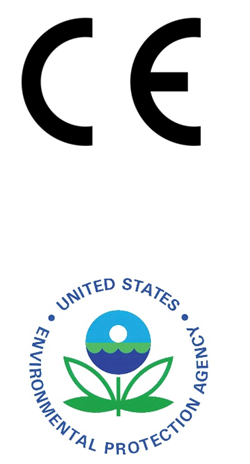 CE
UNITED STATES
• ENVIRONMENTAL PROTECTION AGENCY •